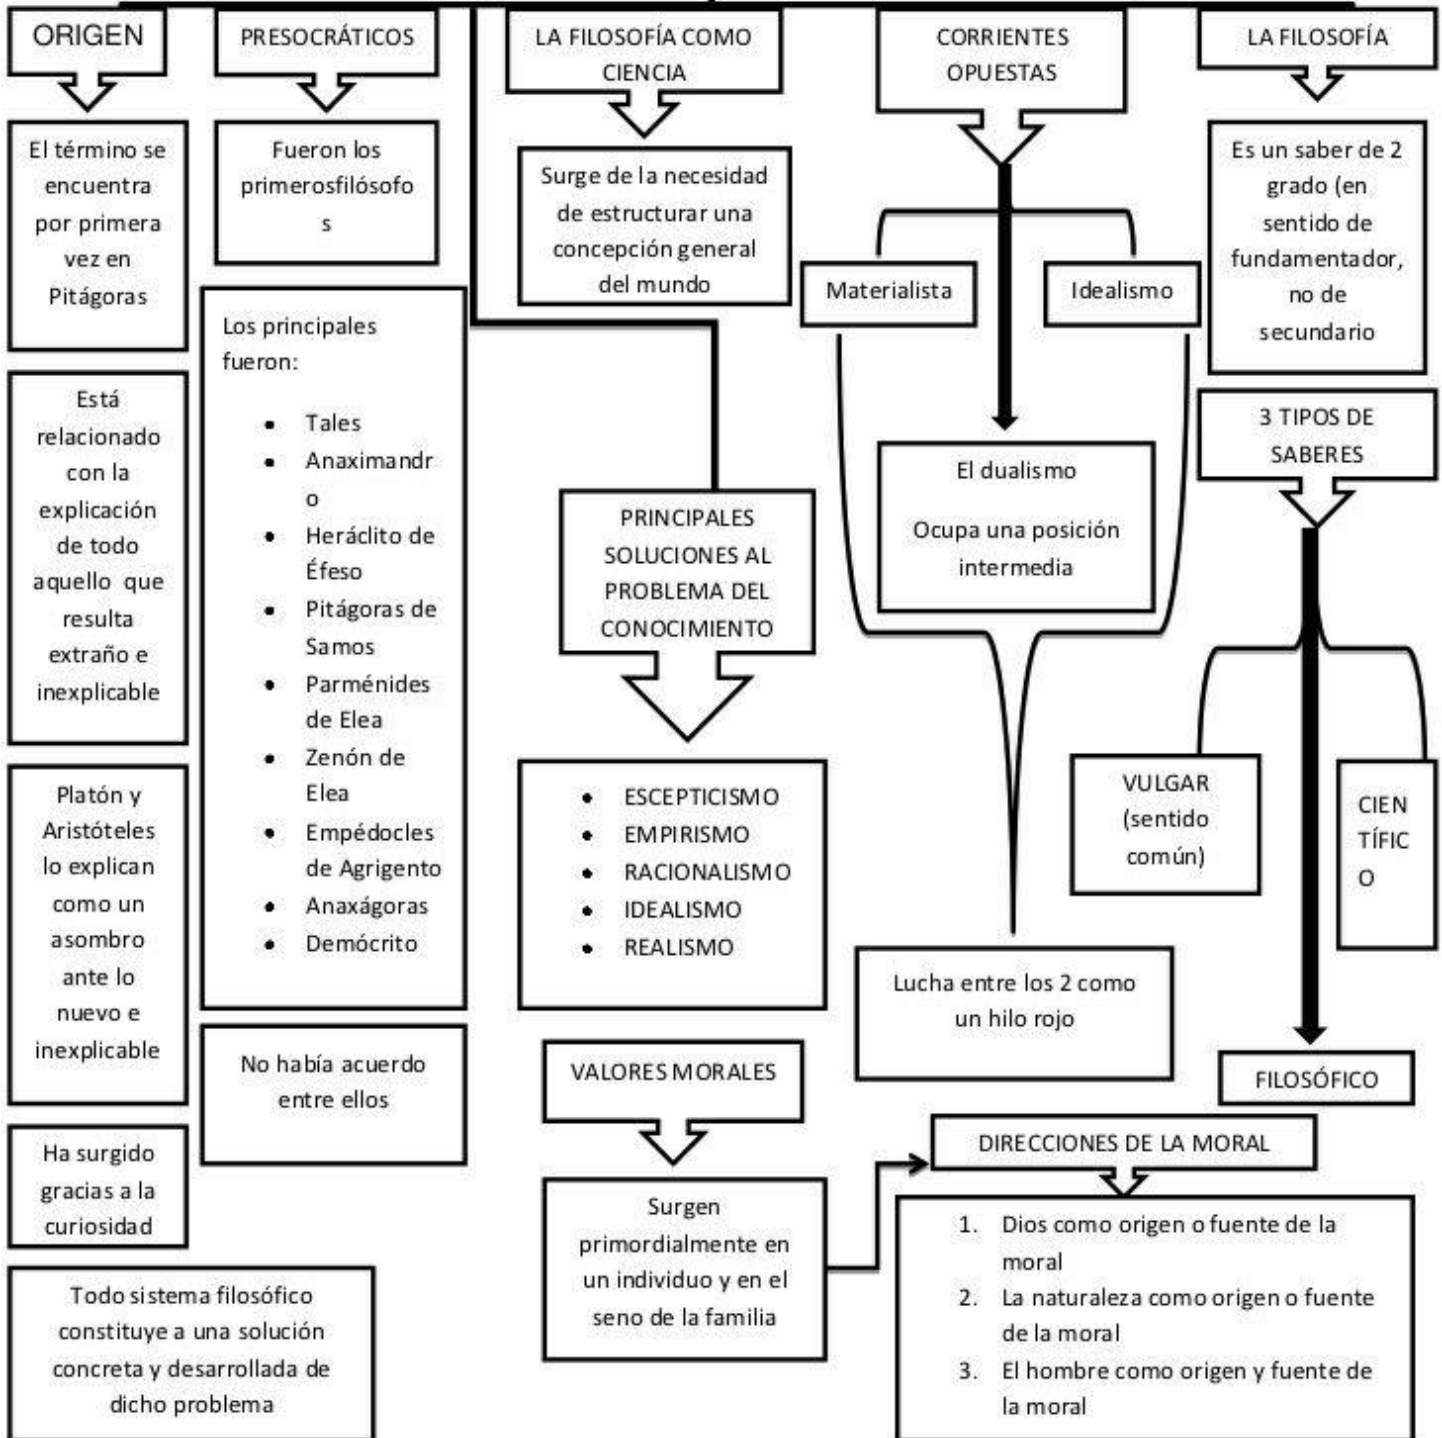 ORIGEN
El término se
encuentra
por primera
vez en
Pitágoras
Está
relacionado
con la
explicación
de todo
aquello que
resulta
extraño e
inexplicable
Platón y
Aristóteles
lo explican
como un
asombro
ante lo
nuevo e
inexplicable
Ha surgido
gracias a la
curiosidad
Todo sistema filosófico
constituye a una solución
concreta y desarrollada de
dicho problema
PRESOCRÁTICOS
Fueron los
primerosfilósofo
s
Los principales
fueron:
• Tales
• Anaximandr
o
• Heráclito de
Éfeso
• Pitágoras de
Samos
• Parménides
de Elea
• Zenón de
Elea
• Empédocles
de Agrigento
• Anaxágoras
• Demócrito
No había acuerdo
entre ellos
LA FILOSOFÍA COMO
CIENCIA
Surge de la necesidad
de estructurar una
concepción general
del mundo
PRINCIPALES
SOLUCIONES AL
PROBLEMA DEL
CONOCIMIENTO
• ESCEPTICISMO
• EMPIRISMO
• RACIONALISMO
• IDEALISMO
• REALISMO
VALORES MORALES
Surgen
primordialmente en
un individuo y en el
seno de la familia
CORRIENTES
OPUESTAS
Materialista
Idealismo
El dualismo
Ocupa una posición
intermedia
Lucha entre los 2 como
un hilo rojo
LA FILOSOFÍA
Es un saber de 2
grado (en
sentido de
fundamentador,
no de
secundario
3 TIPOS DE
SABERES
VULGAR
(sentido
común)
CIEN
TÍFIC
O
FILOSÓFICO
DIRECCIONES DE LA MORAL
1. Dios como origen o fuente de la
moral
2. La naturaleza como origen o fuente
de la moral
3. El hombre como origen y fuente de
la moral